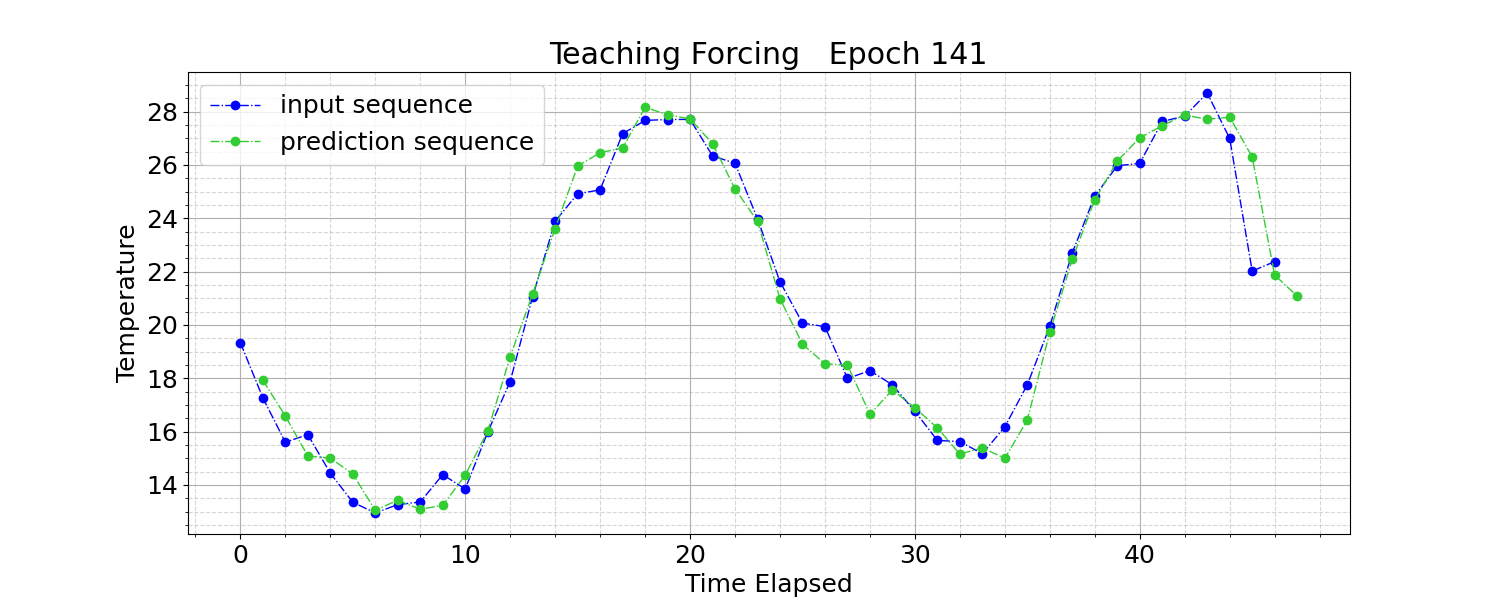 Teaching Forcing   Epoch 141
input sequence
prediction sequence
28
26
24
22
20
18
16
14
Temperature
0 10 20 30 40
Time Elapsed